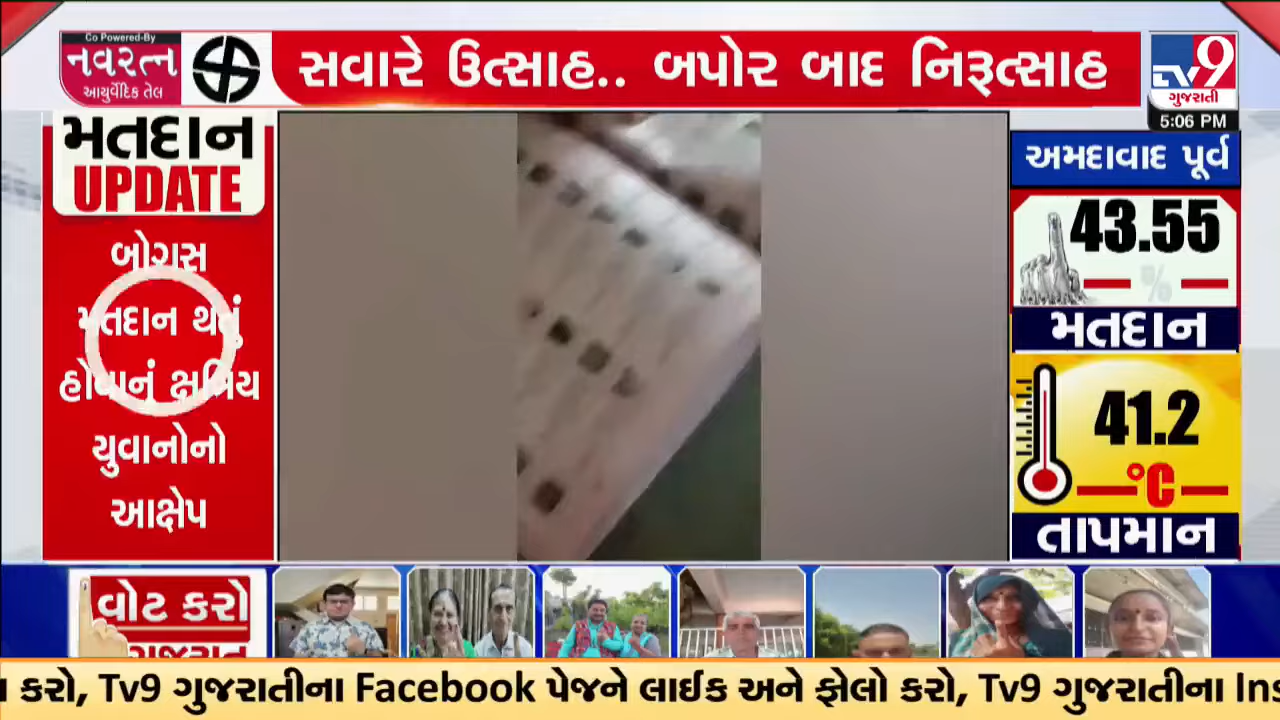 Co Powered-By
નવરત્ન
આયુર્વેદિક તેલ
સવારે ઉત્સાહ.. બપોર બાદ નિરૂત્સાહ
TV9
ગુજરાતી
5:06 PM
મતદાન
UPDATE
બોગસ
મતદાન થતું
હોવાનું ક્ષત્રિય
યુવાનોનો
આક્ષેપ
અમદાવાદ પૂર્વ
43.55
%
મતદાન
41.2
°C
તાપમાન
વોટ કરો
ગુજરાત
કરો, Tv9 ગુજરાતીના Facebook પેજને લાઈક અને ફોલો કરો, Tv9 ગુજરાતીના Ins